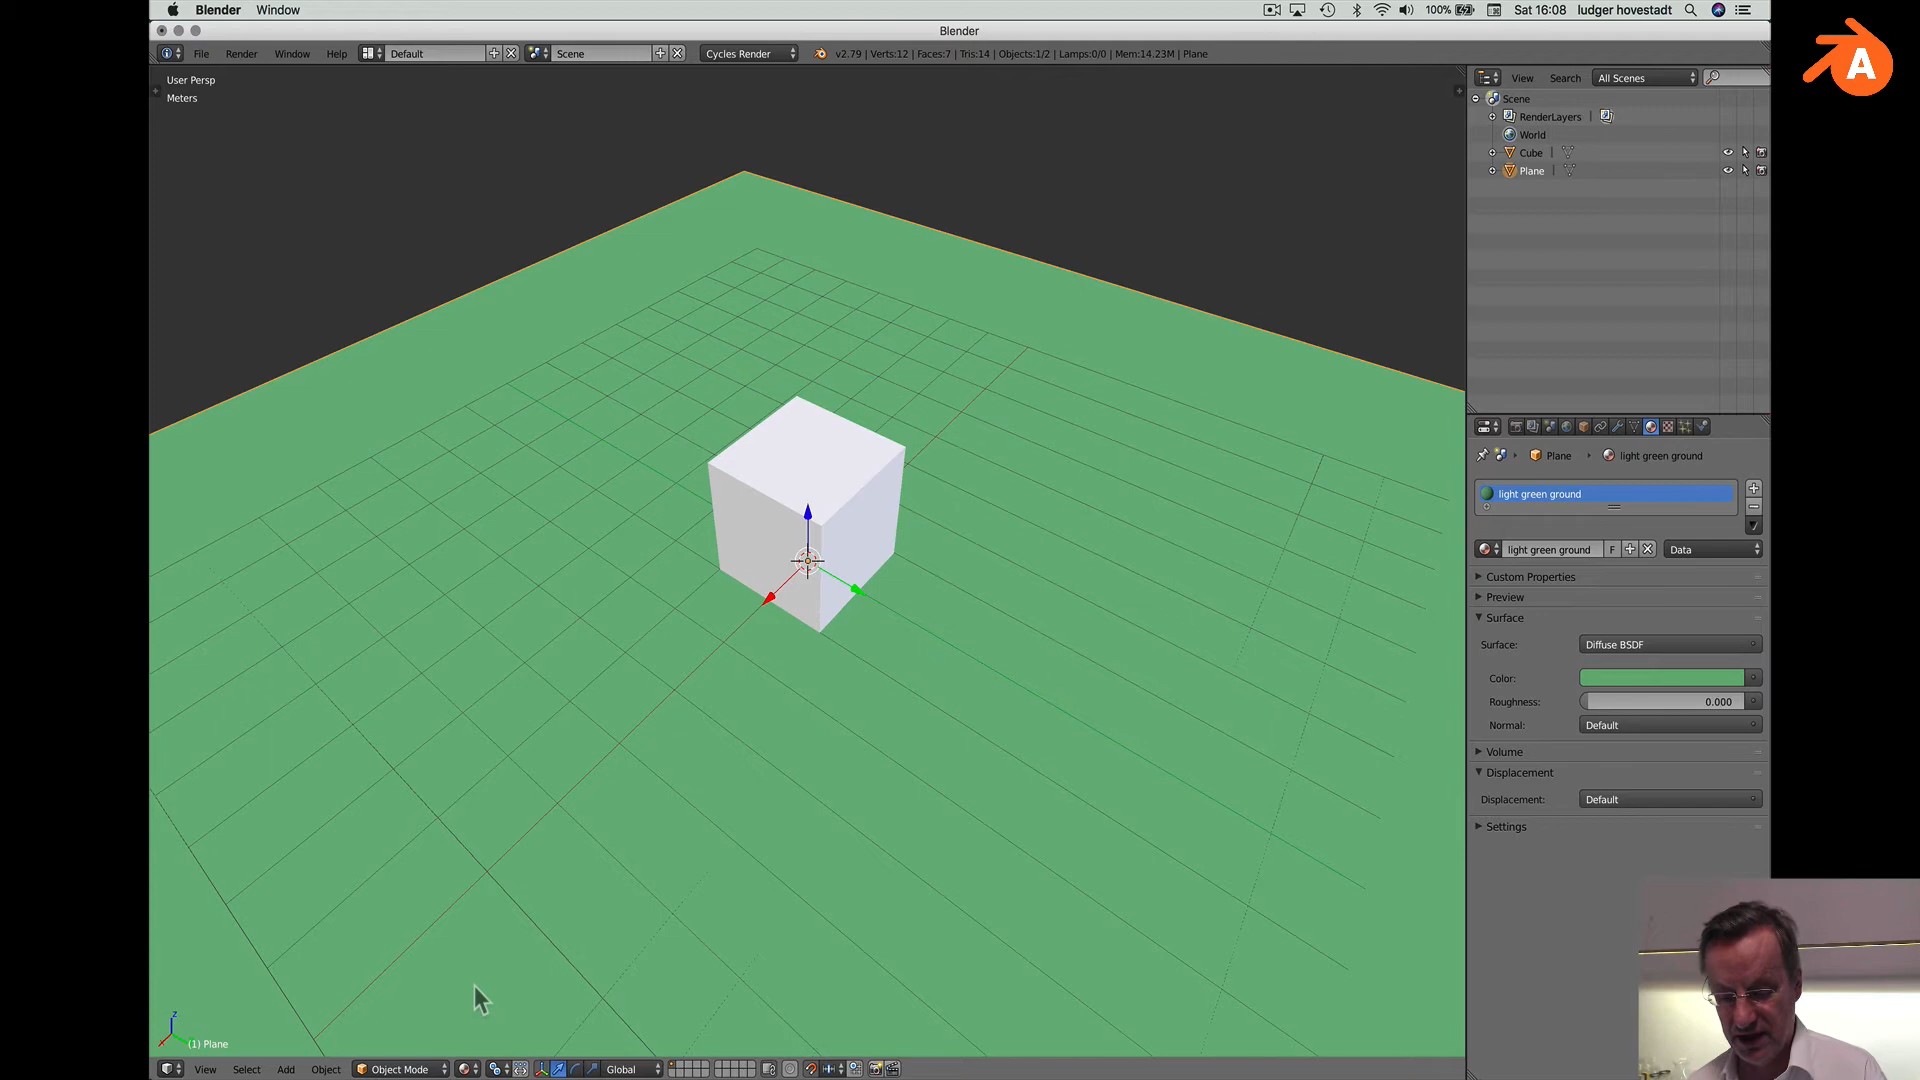 Blender Window 100% Sat 16:08 ludger hovestadt
Blender
File Render Window Help Default Scene Cycles Render v2.79 | Verts:12 | Faces:7 | Tris:14 | Objects:1/2 | Lamps:0/0 | Mem:14.23M | Plane
User Persp
Meters
View Search All Scenes
Scene
RenderLayers
World
Cube
Plane
Plane light green ground
light green ground
light green ground F Data
Custom Properties
Preview
Surface
Surface: Diffuse BSDF
Color:
Roughness: 0.000
Normal: Default
Volume
Displacement
Displacement: Default
Settings
z
(1) Plane
View Select Add Object Object Mode Global
A